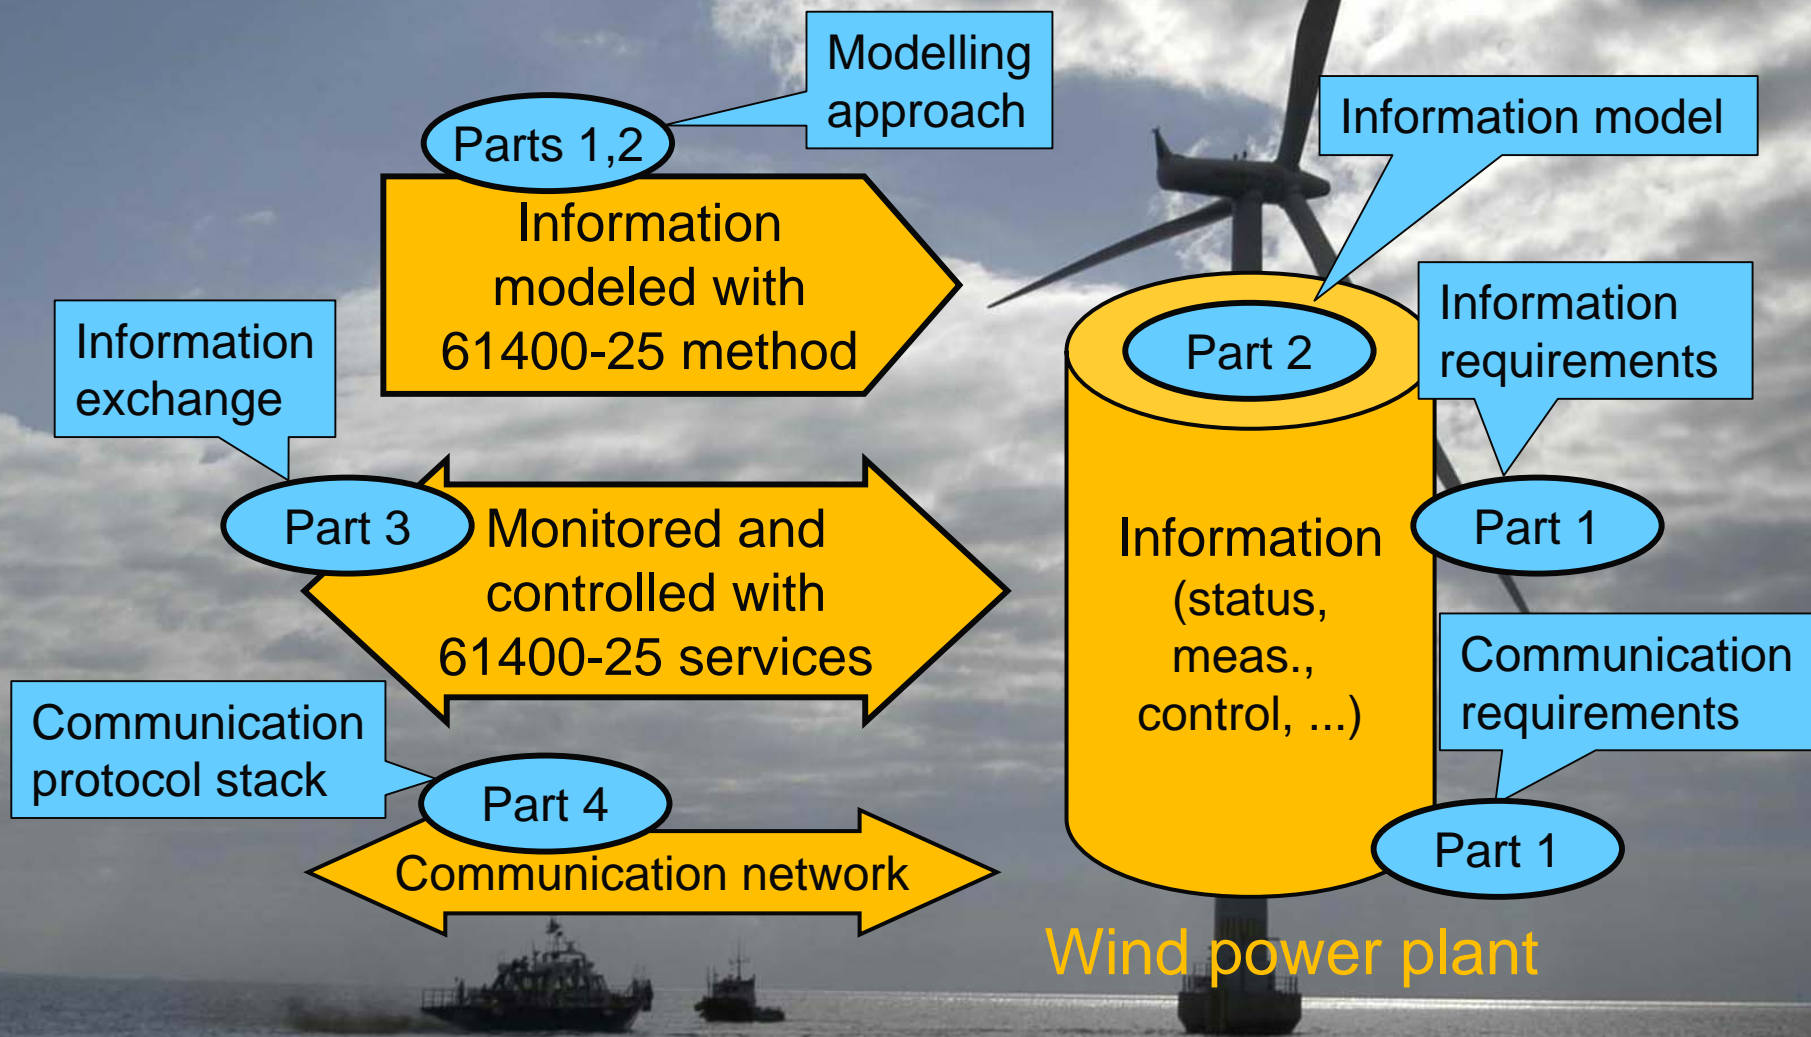 Modelling
approach
Parts 1,2
Information
modeled with
61400-25 method
Information model
Part 2
Information
requirements
Information
exchange
Part 3
Monitored and
controlled with
61400-25 services
Information
(status,
meas.,
control, ...)
Part 1
Communication
requirements
Communication
protocol stack
Part 4
Communication network
Part 1
Wind power plant